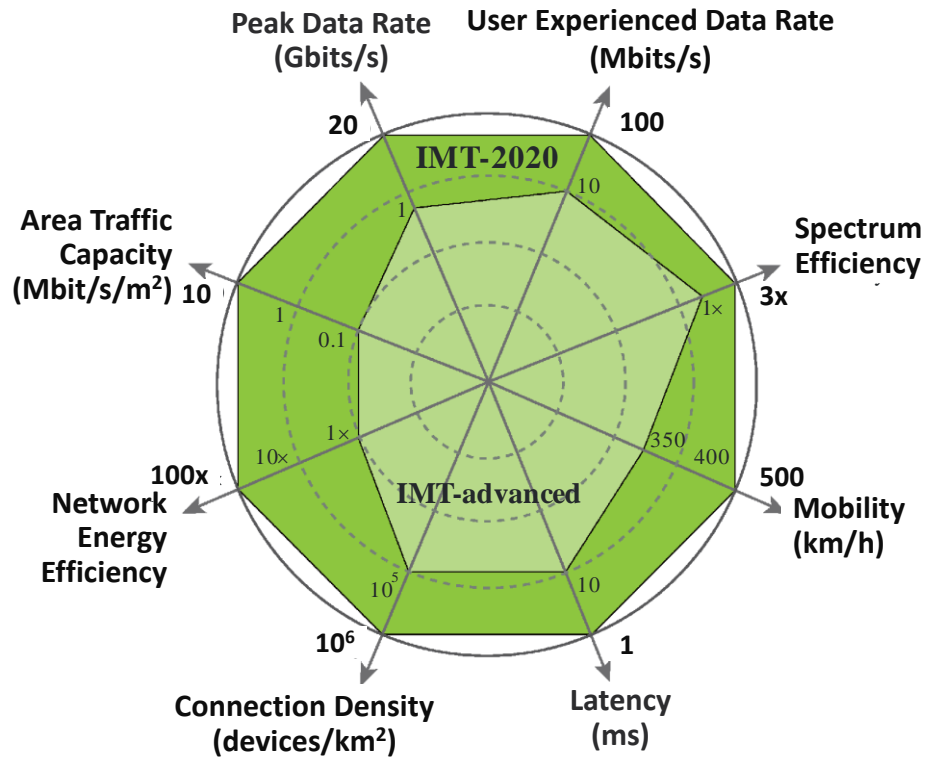 Peak Data Rate
(Gbits/s)
User Experienced Data Rate
(Mbits/s)
20
100
IMT-2020
1
10
Area Traffic
Capacity
(Mbit/s/m²)
10
1
0.1
Spectrum
Efficiency
1×
3x
350
400
500
Mobility
(km/h)
1×
10×
100x
Network
Energy
Efficiency
IMT-advanced
10⁵
10
10⁶
1
Connection Density
(devices/km²)
Latency
(ms)